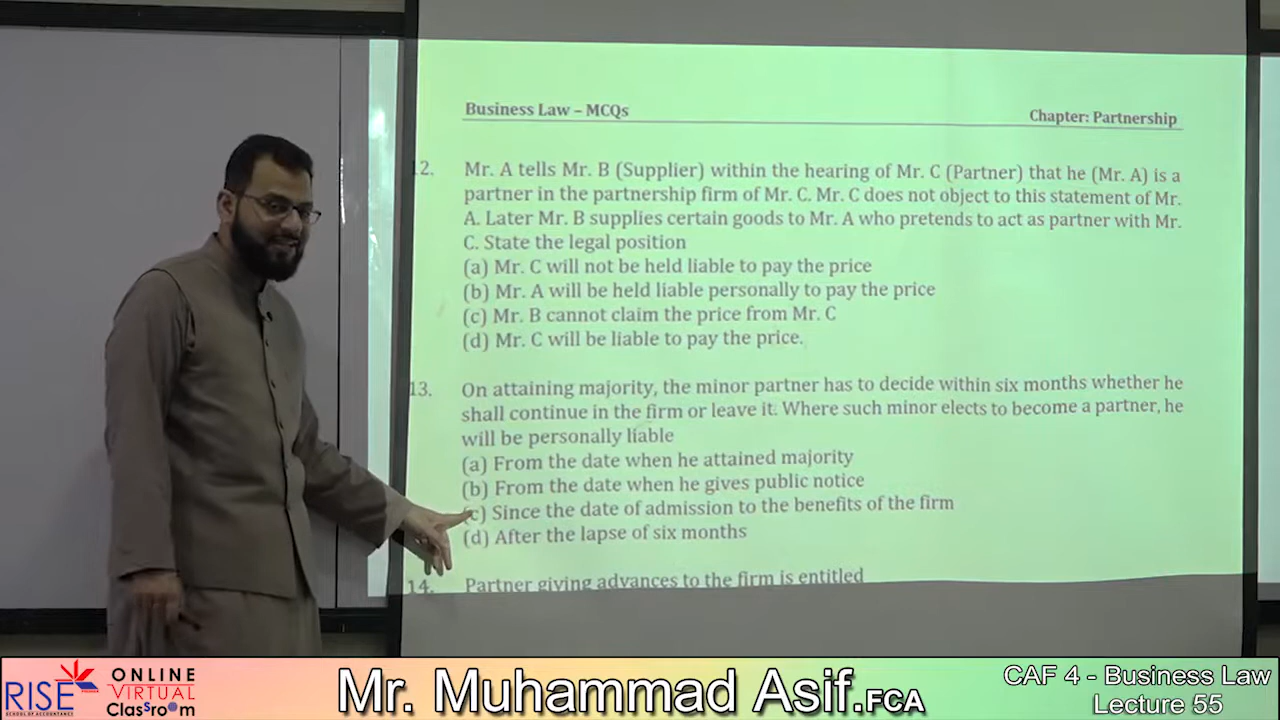 Business Law – MCQs
Chapter: Partnership
12. Mr. A tells Mr. B (Supplier) within the hearing of Mr. C (Partner) that he (Mr. A) is a
partner in the partnership firm of Mr. C. Mr. C does not object to this statement of Mr.
A. Later Mr. B supplies certain goods to Mr. A who pretends to act as partner with Mr.
C. State the legal position
(a) Mr. C will not be held liable to pay the price
(b) Mr. A will be held liable personally to pay the price
(c) Mr. B cannot claim the price from Mr. C
(d) Mr. C will be liable to pay the price.
13. On attaining majority, the minor partner has to decide within six months whether he
shall continue in the firm or leave it. Where such minor elects to become a partner, he
will be personally liable
(a) From the date when he attained majority
(b) From the date when he gives public notice
(c) Since the date of admission to the benefits of the firm
(d) After the lapse of six months
14. Partner giving advances to the firm is entitled
RISE
SCHOOL OF ACCOUNTANCY
ONLINE
VIRTUAL
Classroom
Mr. Muhammad Asif.FCA
CAF 4 - Business Law
Lecture 55